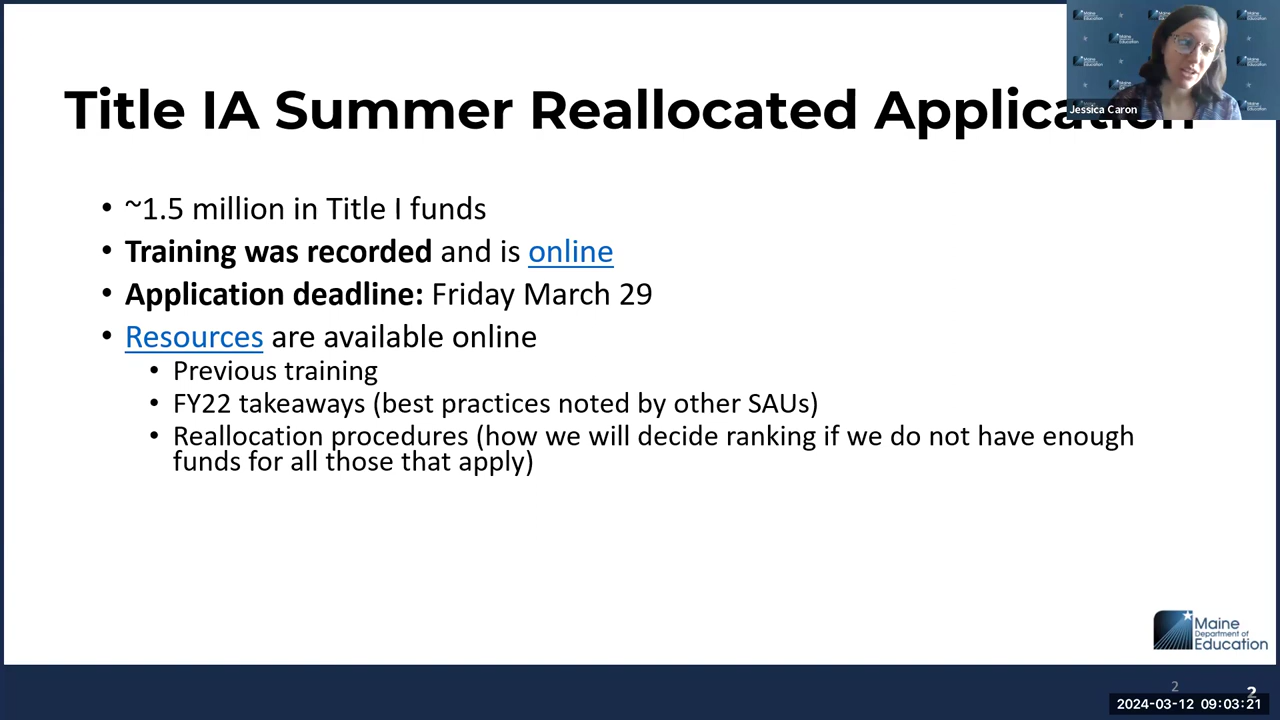 Title IA Summer Reallocated Application
Jessica Caron
• ~1.5 million in Title I funds
• Training was recorded and is online
• Application deadline: Friday March 29
• Resources are available online
• Previous training
• FY22 takeaways (best practices noted by other SAUs)
• Reallocation procedures (how we will decide ranking if we do not have enough
funds for all those that apply)
Maine
Department of
Education
2
2
2024-03-12 09:03:21